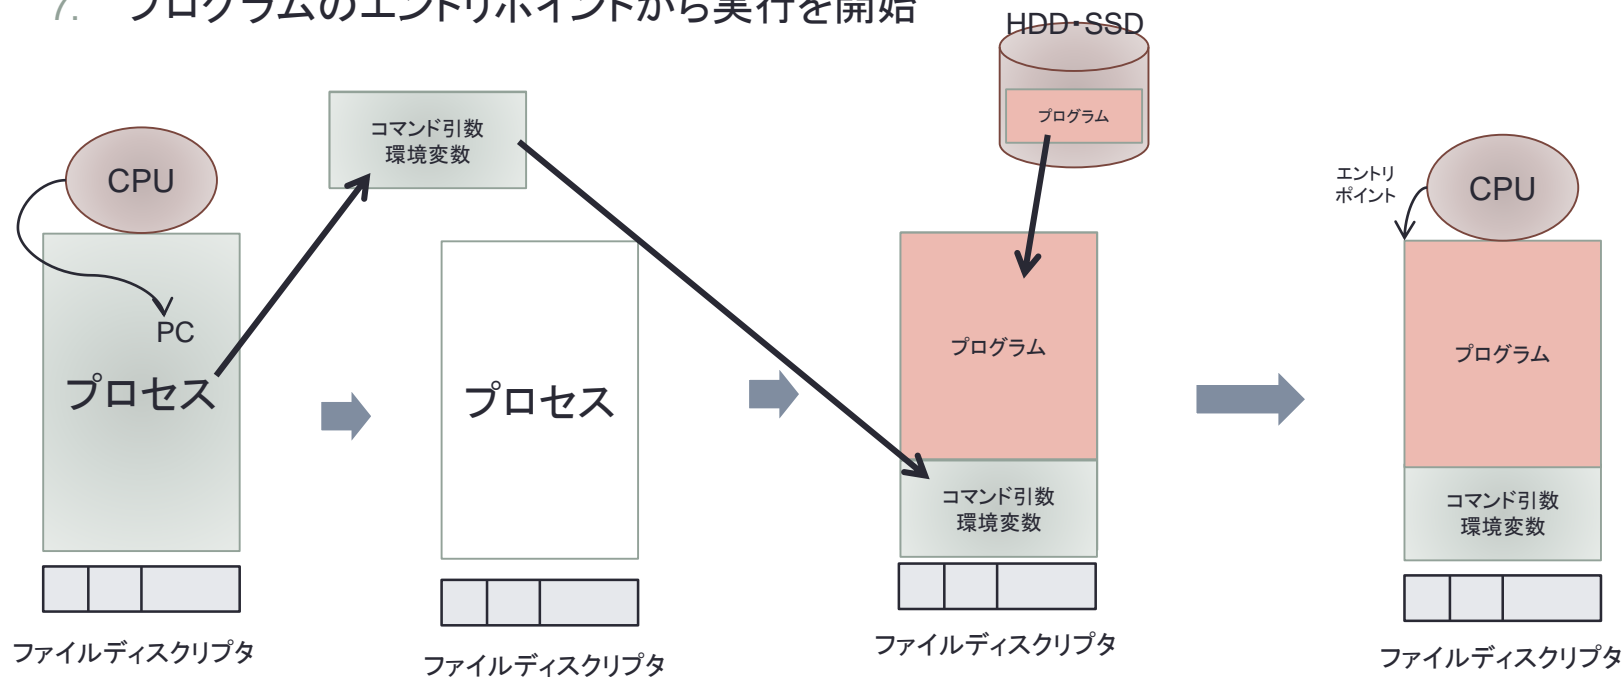 7. プログラムのエントリポイントから実行を開始
HDD・SSD
プログラム
コマンド引数
環境変数
CPU
PC
プロセス
ファイルディスクリプタ
プロセス
ファイルディスクリプタ
プログラム
コマンド引数
環境変数
ファイルディスクリプタ
エントリ
ポイント
CPU
プログラム
コマンド引数
環境変数
ファイルディスクリプタ